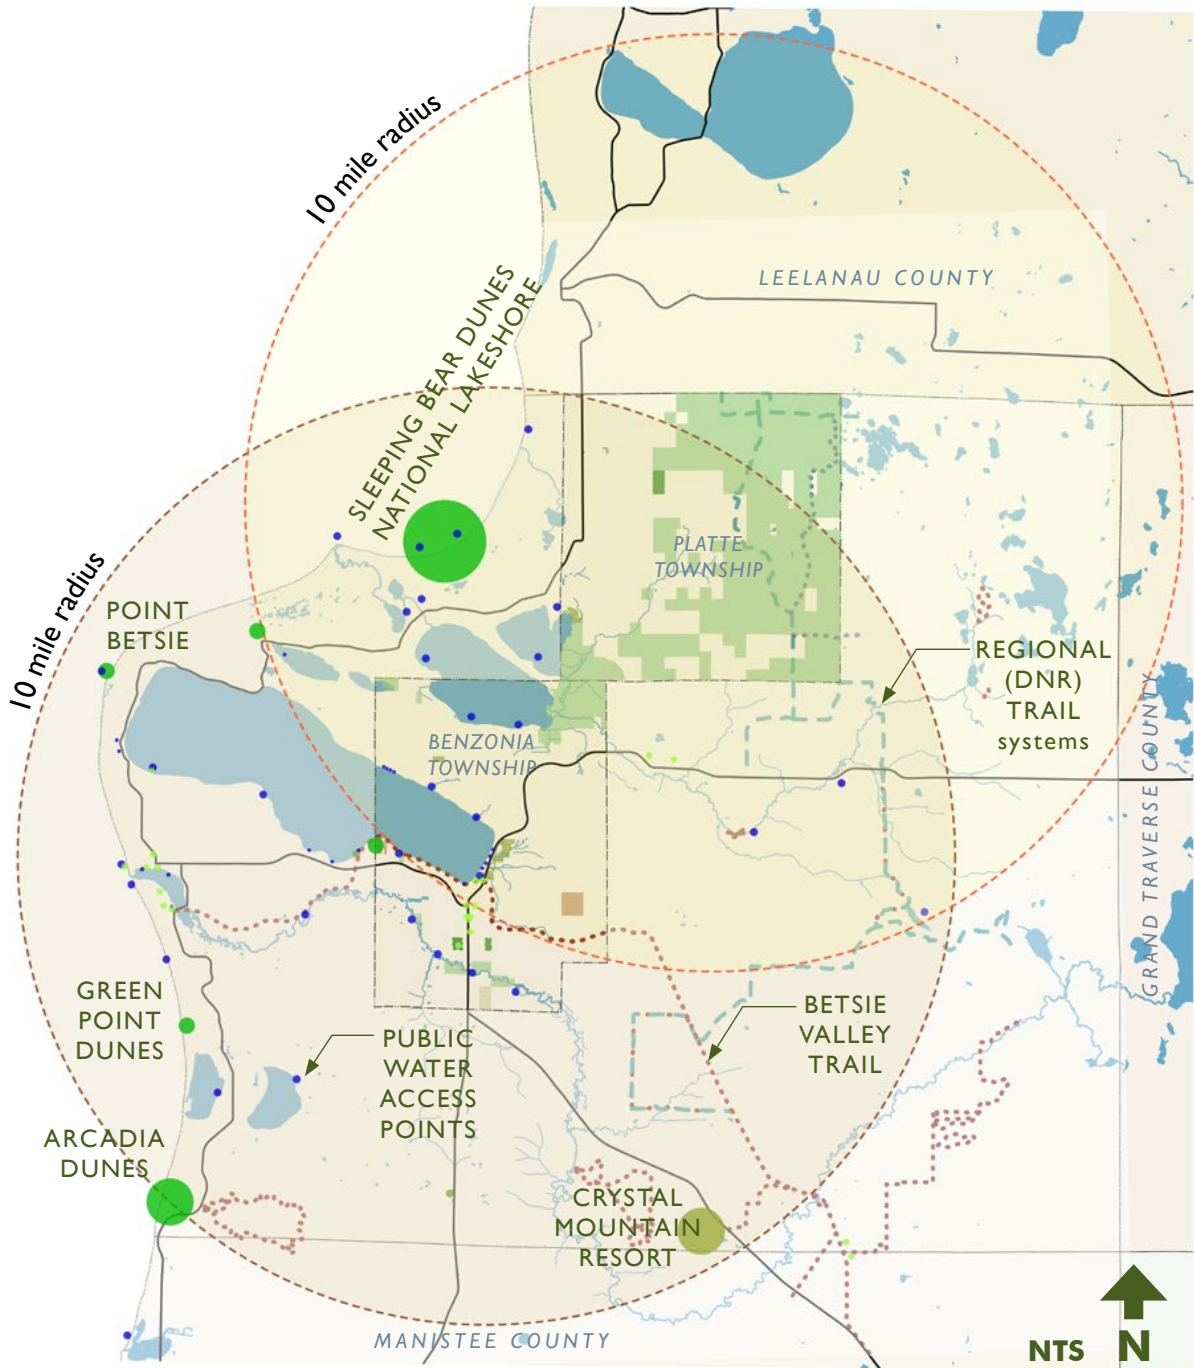 10 mile radius
LEELANAU COUNTY
SLEEPING BEAR DUNES
NATIONAL LAKESHORE
PLATTE
TOWNSHIP
10 mile radius
POINT
BETSIE
REGIONAL
(DNR)
TRAIL
systems
GRAND TRAVERSE COUNTY
BENZONIA
TOWNSHIP
GREEN
POINT
DUNES
PUBLIC
WATER
ACCESS
POINTS
BETSIE
VALLEY
TRAIL
ARCADIA
DUNES
CRYSTAL
MOUNTAIN
RESORT
MANISTEE COUNTY
NTS N